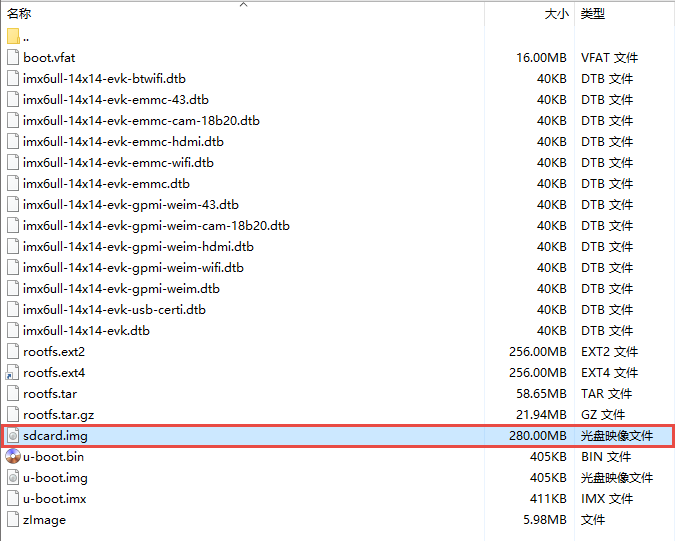 名称 大小 类型
..
boot.vfat 16.00MB VFAT 文件
imx6ull-14x14-evk-btwifi.dtb 40KB DTB 文件
imx6ull-14x14-evk-emmc-43.dtb 40KB DTB 文件
imx6ull-14x14-evk-emmc-cam-18b20.dtb 40KB DTB 文件
imx6ull-14x14-evk-emmc-hdmi.dtb 40KB DTB 文件
imx6ull-14x14-evk-emmc-wifi.dtb 40KB DTB 文件
imx6ull-14x14-evk-emmc.dtb 40KB DTB 文件
imx6ull-14x14-evk-gpmi-weim-43.dtb 40KB DTB 文件
imx6ull-14x14-evk-gpmi-weim-cam-18b20.dtb 40KB DTB 文件
imx6ull-14x14-evk-gpmi-weim-hdmi.dtb 40KB DTB 文件
imx6ull-14x14-evk-gpmi-weim-wifi.dtb 40KB DTB 文件
imx6ull-14x14-evk-gpmi-weim.dtb 40KB DTB 文件
imx6ull-14x14-evk-usb-certi.dtb 40KB DTB 文件
imx6ull-14x14-evk.dtb 40KB DTB 文件
rootfs.ext2 256.00MB EXT2 文件
rootfs.ext4 256.00MB EXT4 文件
rootfs.tar 58.65MB TAR 文件
rootfs.tar.gz 21.94MB GZ 文件
sdcard.img 280.00MB 光盘映像文件
u-boot.bin 405KB BIN 文件
u-boot.img 405KB 光盘映像文件
u-boot.imx 411KB IMX 文件
zImage 5.98MB 文件